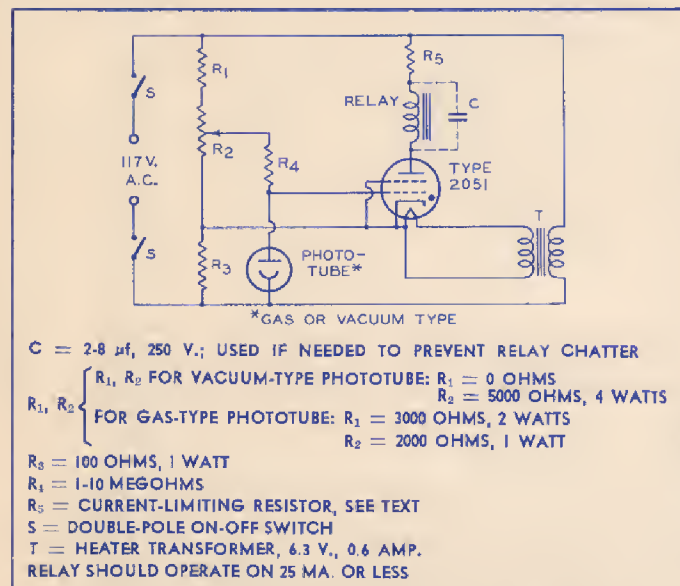 R1
R5
S
RELAY
C
R2
R4
TYPE
2051
117 V.
A.C.
T
S
R3
PHOTO-
TUBE*
*GAS OR VACUUM TYPE
C = 2-8 µf, 250 V.; USED IF NEEDED TO PREVENT RELAY CHATTER
R1, R2 { R1, R2 FOR VACUUM-TYPE PHOTOTUBE: R1 = 0 OHMS
R2 = 5000 OHMS, 4 WATTS
FOR GAS-TYPE PHOTOTUBE: R1 = 3000 OHMS, 2 WATTS
R2 = 2000 OHMS, 1 WATT
R3 = 100 OHMS, 1 WATT
R4 = 1-10 MEGOHMS
R5 = CURRENT-LIMITING RESISTOR, SEE TEXT
S = DOUBLE-POLE ON-OFF SWITCH
T = HEATER TRANSFORMER, 6.3 V., 0.6 AMP.
RELAY SHOULD OPERATE ON 25 MA. OR LESS